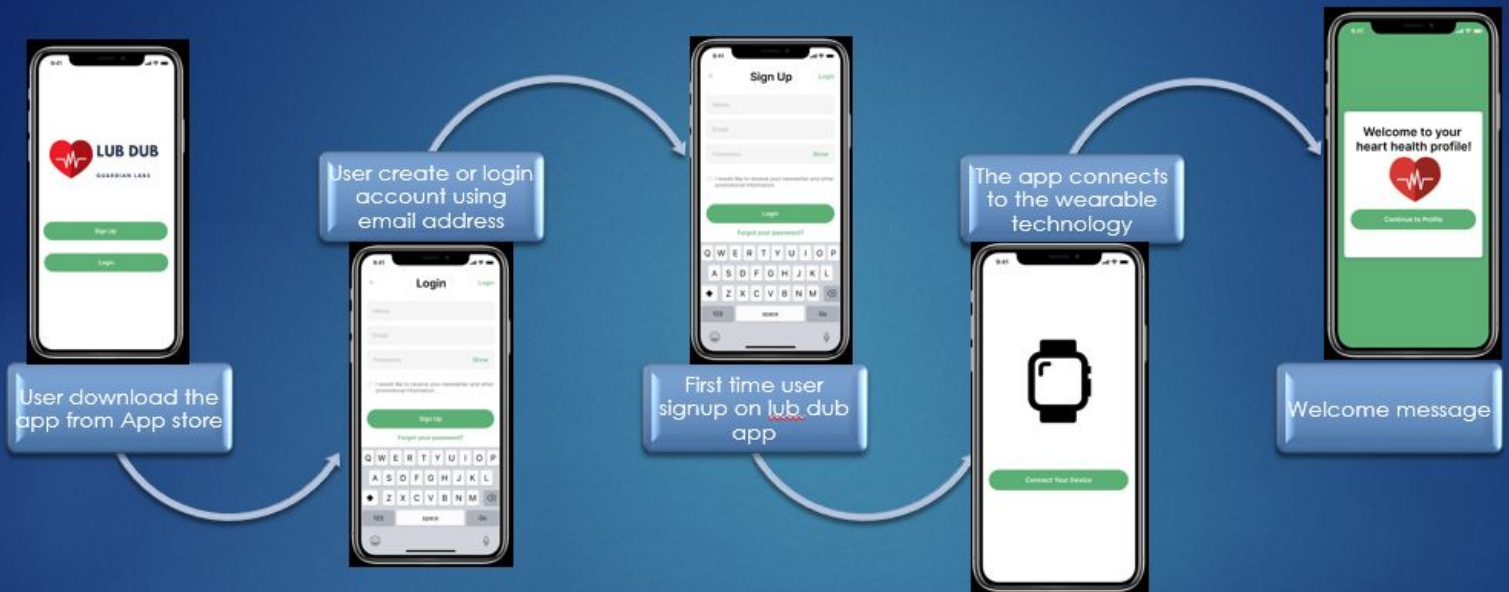 9:41
LUB DUB
GUARDIAN LABS
Sign Up
Login
User download the
app from App store
User create or login
account using
email address
9:41
Login
Login
Name
Email
Password
Show
I would like to receive your newsletter and other
promotional information.
Sign Up
Forgot your password?
Q W E R T Y U I O P
A S D F G H J K L
Z X C V B N M
123
space
Go
9:41
Sign Up
Login
Name
Email
Password
Show
I would like to receive your newsletter and other
promotional information.
Login
Forgot your password?
Q W E R T Y U I O P
A S D F G H J K L
Z X C V B N M
123
space
Go
First time user
signup on lub dub
app
The app connects
to the wearable
technology
9:41
Connect Your Device
9:41
Welcome to your
heart health profile!
Continue to Profile
Welcome message